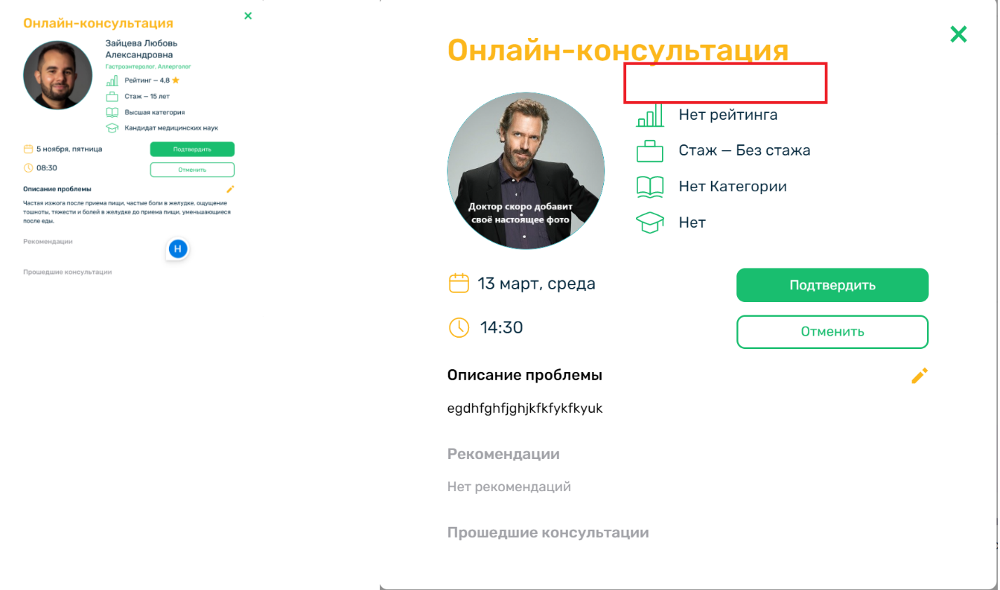 Онлайн-консультация
Зайцева Любовь
Александровна
Гастроэнтеролог, Аллерголог
Рейтинг — 4,8
Стаж — 15 лет
Высшая категория
Кандидат медицинских наук
5 ноября, пятница
Подтвердить
08:30
Отменить
Описание проблемы
Частая изжога после приема пищи, частые боли в желудке, ощущение
тошноты, тяжести и болей в желудке до приема пищи, уменьшающиеся
после еды.
Рекомендации
Н
Прошедшие консультации
Онлайн-консультация
Доктор скоро добавит
своё настоящее фото
Нет рейтинга
Стаж — Без стажа
Нет Категории
Нет
13 март, среда
Подтвердить
14:30
Отменить
Описание проблемы
egdhfghfjghjkfkfykfkyuk
Рекомендации
Нет рекомендаций
Прошедшие консультации